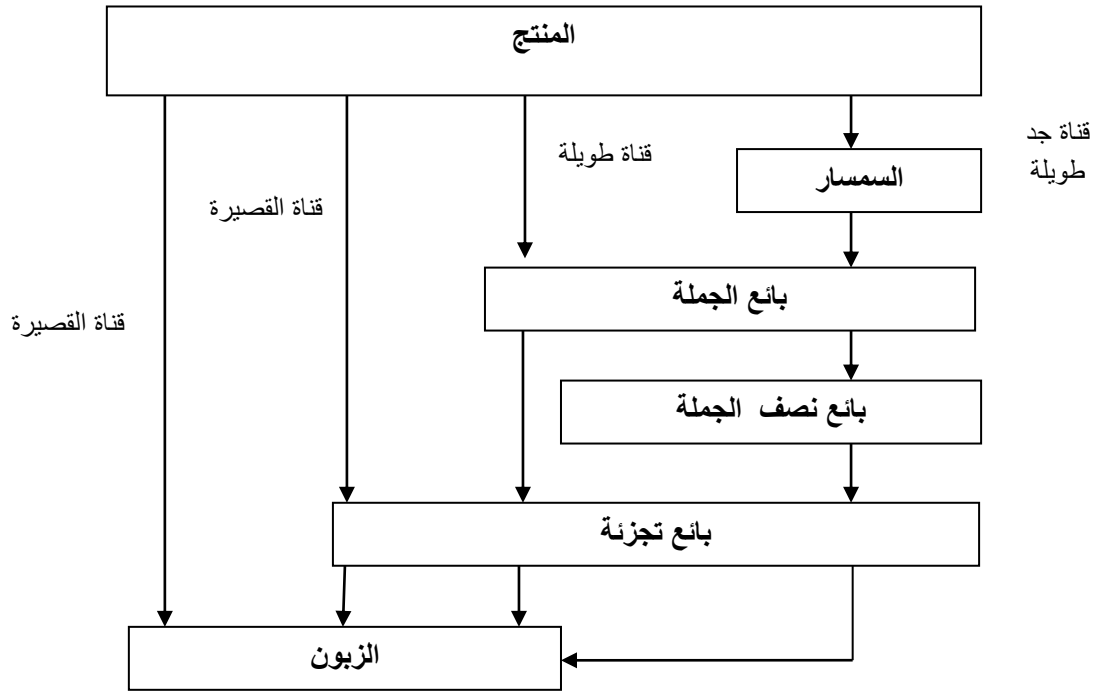 المنتج
قناة جد
طويلة
السمسار
قناة طويلة
قناة القصيرة
بائع الجملة
قناة القصيرة
بائع نصف الجملة
بائع تجزئة
الزبون